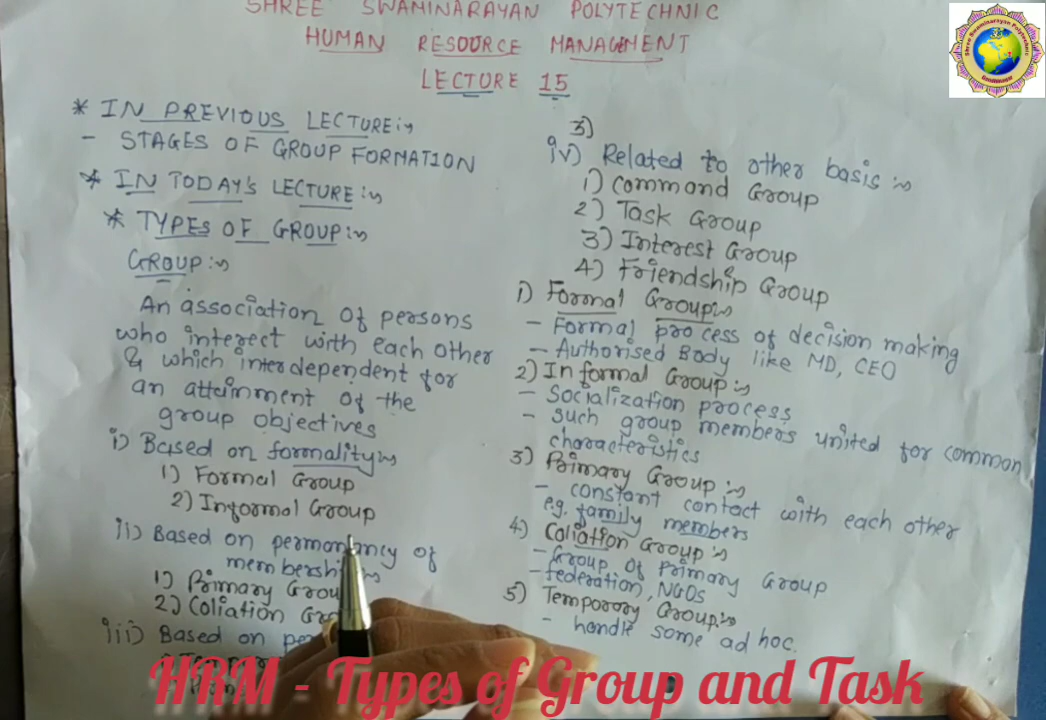 SHREE SWAMINARAYAN POLYTECHNIC
HUMAN RESOURCE MANAGEMENT
LECTURE 15
* IN PREVIOUS LECTURE:
- STAGES OF GROUP FORMATION
* IN TODAY'S LECTURE:
* TYPES OF GROUP:
GROUP:
An association of persons
who interect with each other
& which interdependent for
an attainment of the
group objectives
i) Based on formality
1) Formal Group
2) Informal Group
ii) Based on permanancy of
membershi
1) Primary Grou
2) Coliation Gro
iii) Based on pe
3)
iv) Related to other basis:
1) Command Group
2) Task Group
3) Interest Group
4) Friendship Group
1) Formal Group:
- Formal process of decision making
- Authorised Body like MD, CEO
2) Informal Group:
- Socialization process
- such group members united for common
characteristics
3) Primary Group:
- constant contact with each other
e.g. family members
4) Coliation Group:
- Group of Primary Group
- federation, NGOs
5) Temporory Group:
- handle some ad hoc.
HRM - Types of Group and Task
Shree Swaminarayan Polytechnic